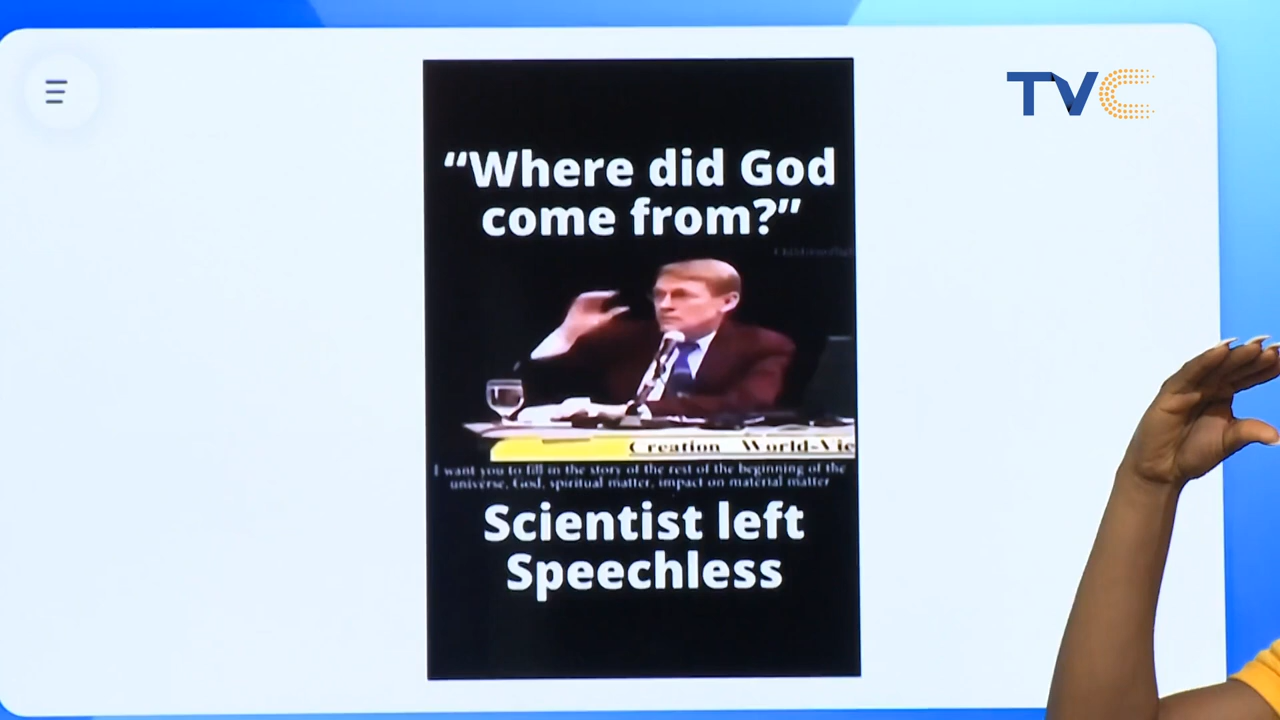 TVC
“Where did God
come from?”
Creation World-Vie
I want you to fill in the story of the rest of the beginning of the
universe, God, spiritual matter, impact on material matter
Scientist left
Speechless